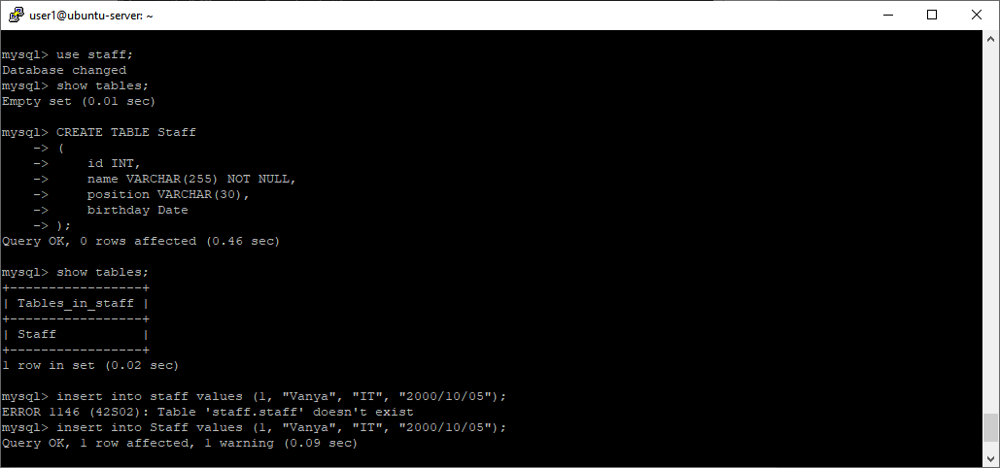 user1@ubuntu-server: ~
mysql> use staff;
Database changed
mysql> show tables;
Empty set (0.01 sec)
mysql> CREATE TABLE Staff
    -> (
    ->     id INT,
    ->     name VARCHAR(255) NOT NULL,
    ->     position VARCHAR(30),
    ->     birthday Date
    -> );
Query OK, 0 rows affected (0.46 sec)
mysql> show tables;
+-----------------+
| Tables_in_staff |
+-----------------+
| Staff           |
+-----------------+
1 row in set (0.02 sec)
mysql> insert into staff values (1, "Vanya", "IT", "2000/10/05");
ERROR 1146 (42S02): Table 'staff.staff' doesn't exist
mysql> insert into Staff values (1, "Vanya", "IT", "2000/10/05");
Query OK, 1 row affected, 1 warning (0.09 sec)